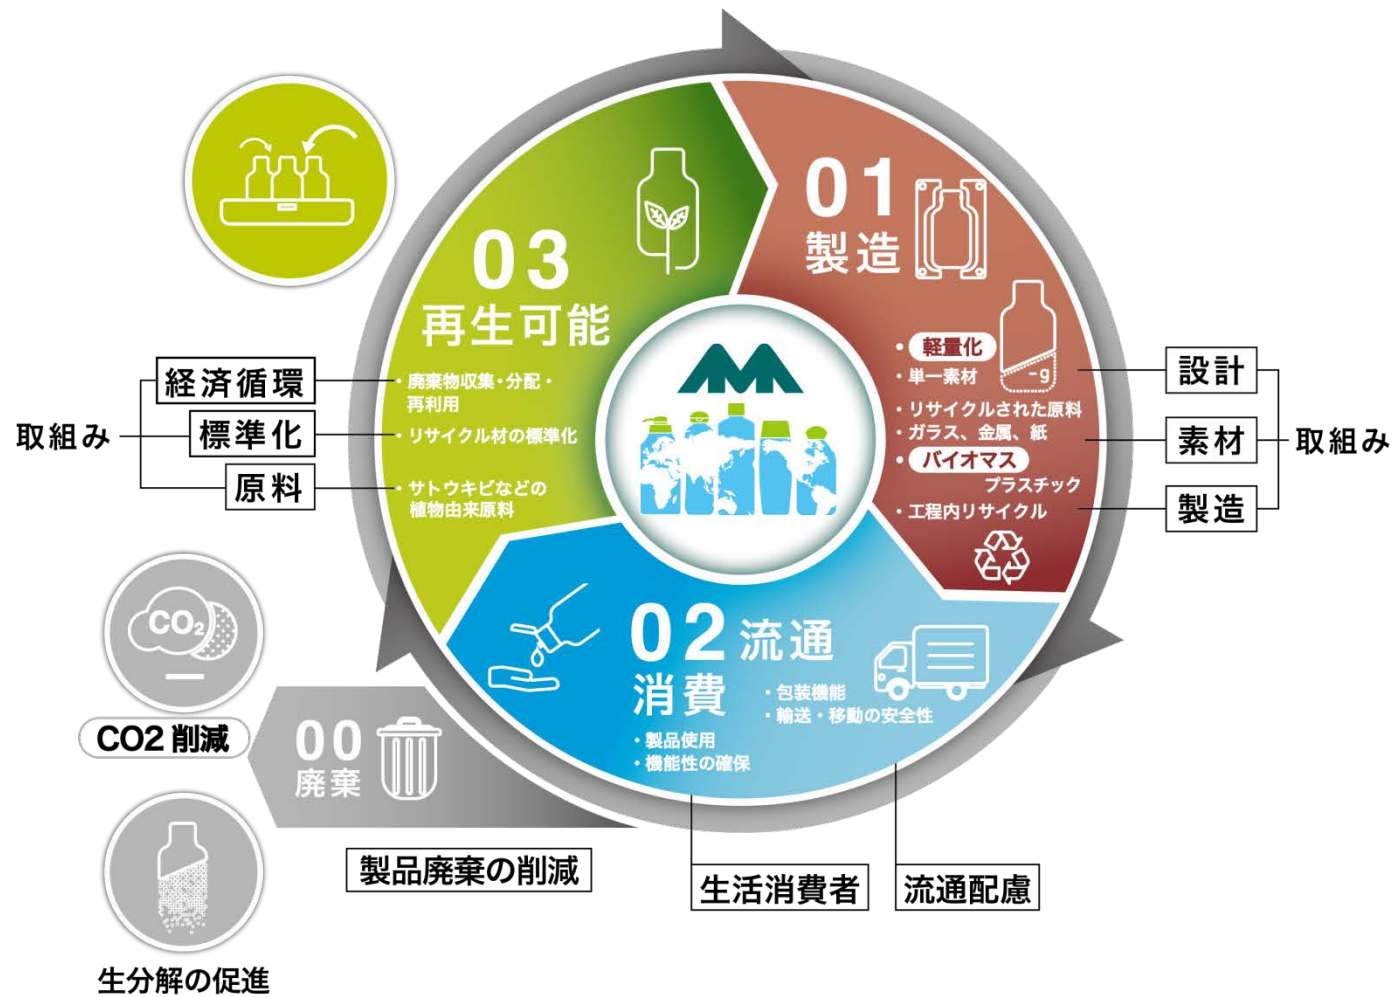 01
製造
・軽量化
・単一素材
-g
・リサイクルされた原料
・ガラス、金属、紙
・バイオマス
プラスチック
・工程内リサイクル
設計
素材
製造
取組み
02 流通
消費
・包装機能
・輸送・移動の安全性
・製品使用
・機能性の確保
生活消費者
流通配慮
03
再生可能
・廃棄物収集・分配・
再利用
・リサイクル材の標準化
・サトウキビなどの
植物由来原料
経済循環
標準化
原料
取組み
00
廃棄
製品廃棄の削減
CO2
CO2 削減
生分解の促進